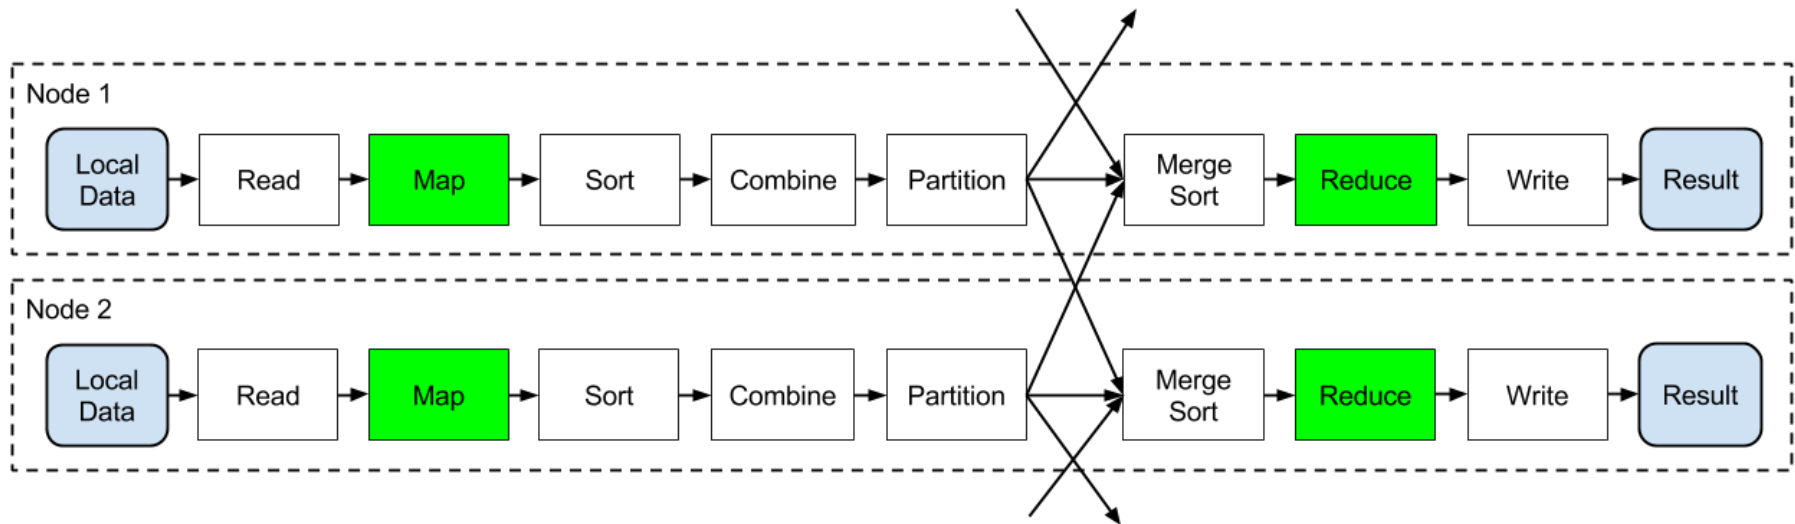 Node 1
Local
Data
Read
Map
Sort
Combine
Partition
Merge
Sort
Reduce
Write
Result
Node 2
Local
Data
Read
Map
Sort
Combine
Partition
Merge
Sort
Reduce
Write
Result